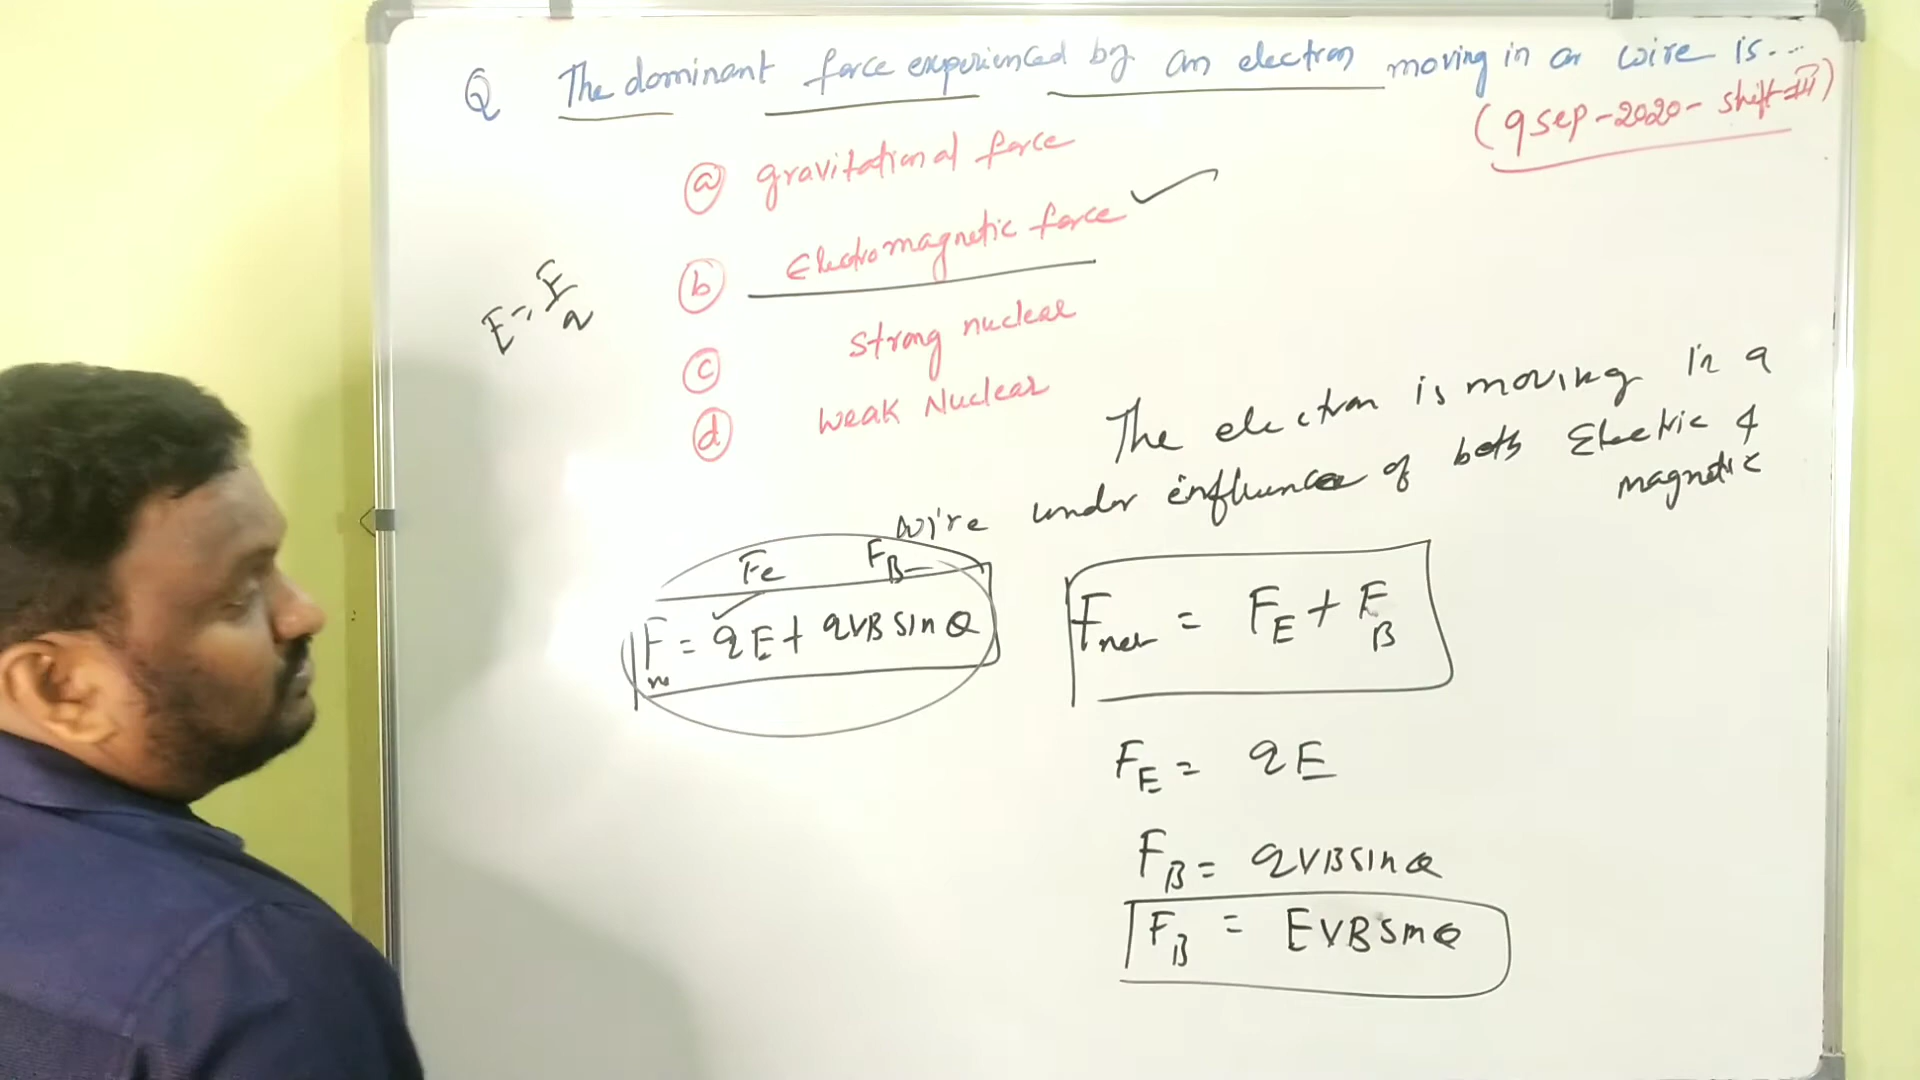 Q The dominant force experienced by an electron moving in a wire is....
(9 sep - 2020 - shift-III)
ⓐ gravitational force
ⓑ Electromagnetic force ✓
ⓒ strong nuclear
ⓓ weak Nuclear
E = F/q
The electron is moving in a
wire under influence of both Electric &
magnetic
Fe FB
F = qE + qVB sin θ
Fnet = FE + FB
FE = qE
FB = qVB sin θ
FB = EVB sin θ